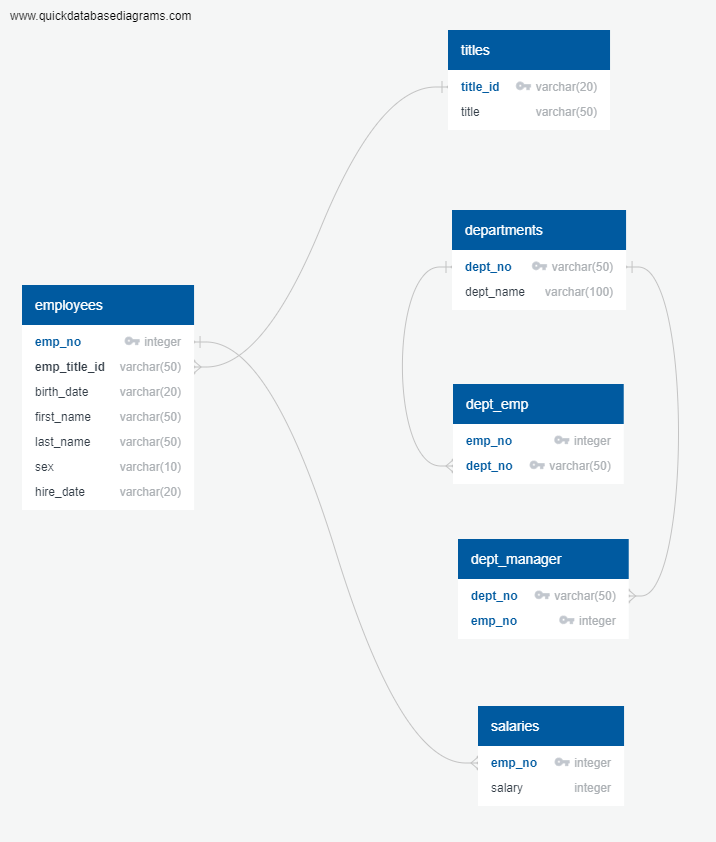 www.quickdatabasediagrams.com
titles
title_id varchar(20)
title varchar(50)
departments
dept_no varchar(50)
dept_name varchar(100)
employees
emp_no integer
emp_title_id varchar(50)
birth_date varchar(20)
first_name varchar(50)
last_name varchar(50)
sex varchar(10)
hire_date varchar(20)
dept_emp
emp_no integer
dept_no varchar(50)
dept_manager
dept_no varchar(50)
emp_no integer
salaries
emp_no integer
salary integer